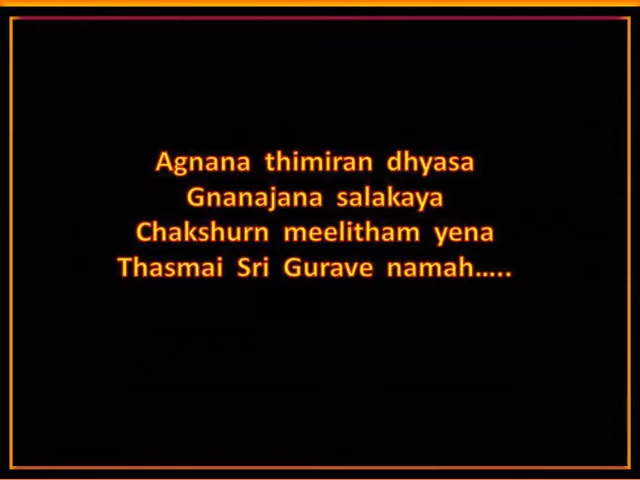 Agnana thimiran dhyasa
Gnanajana salakaya
Chakshurn meelitham yena
Thasmai Sri Gurave namah.....